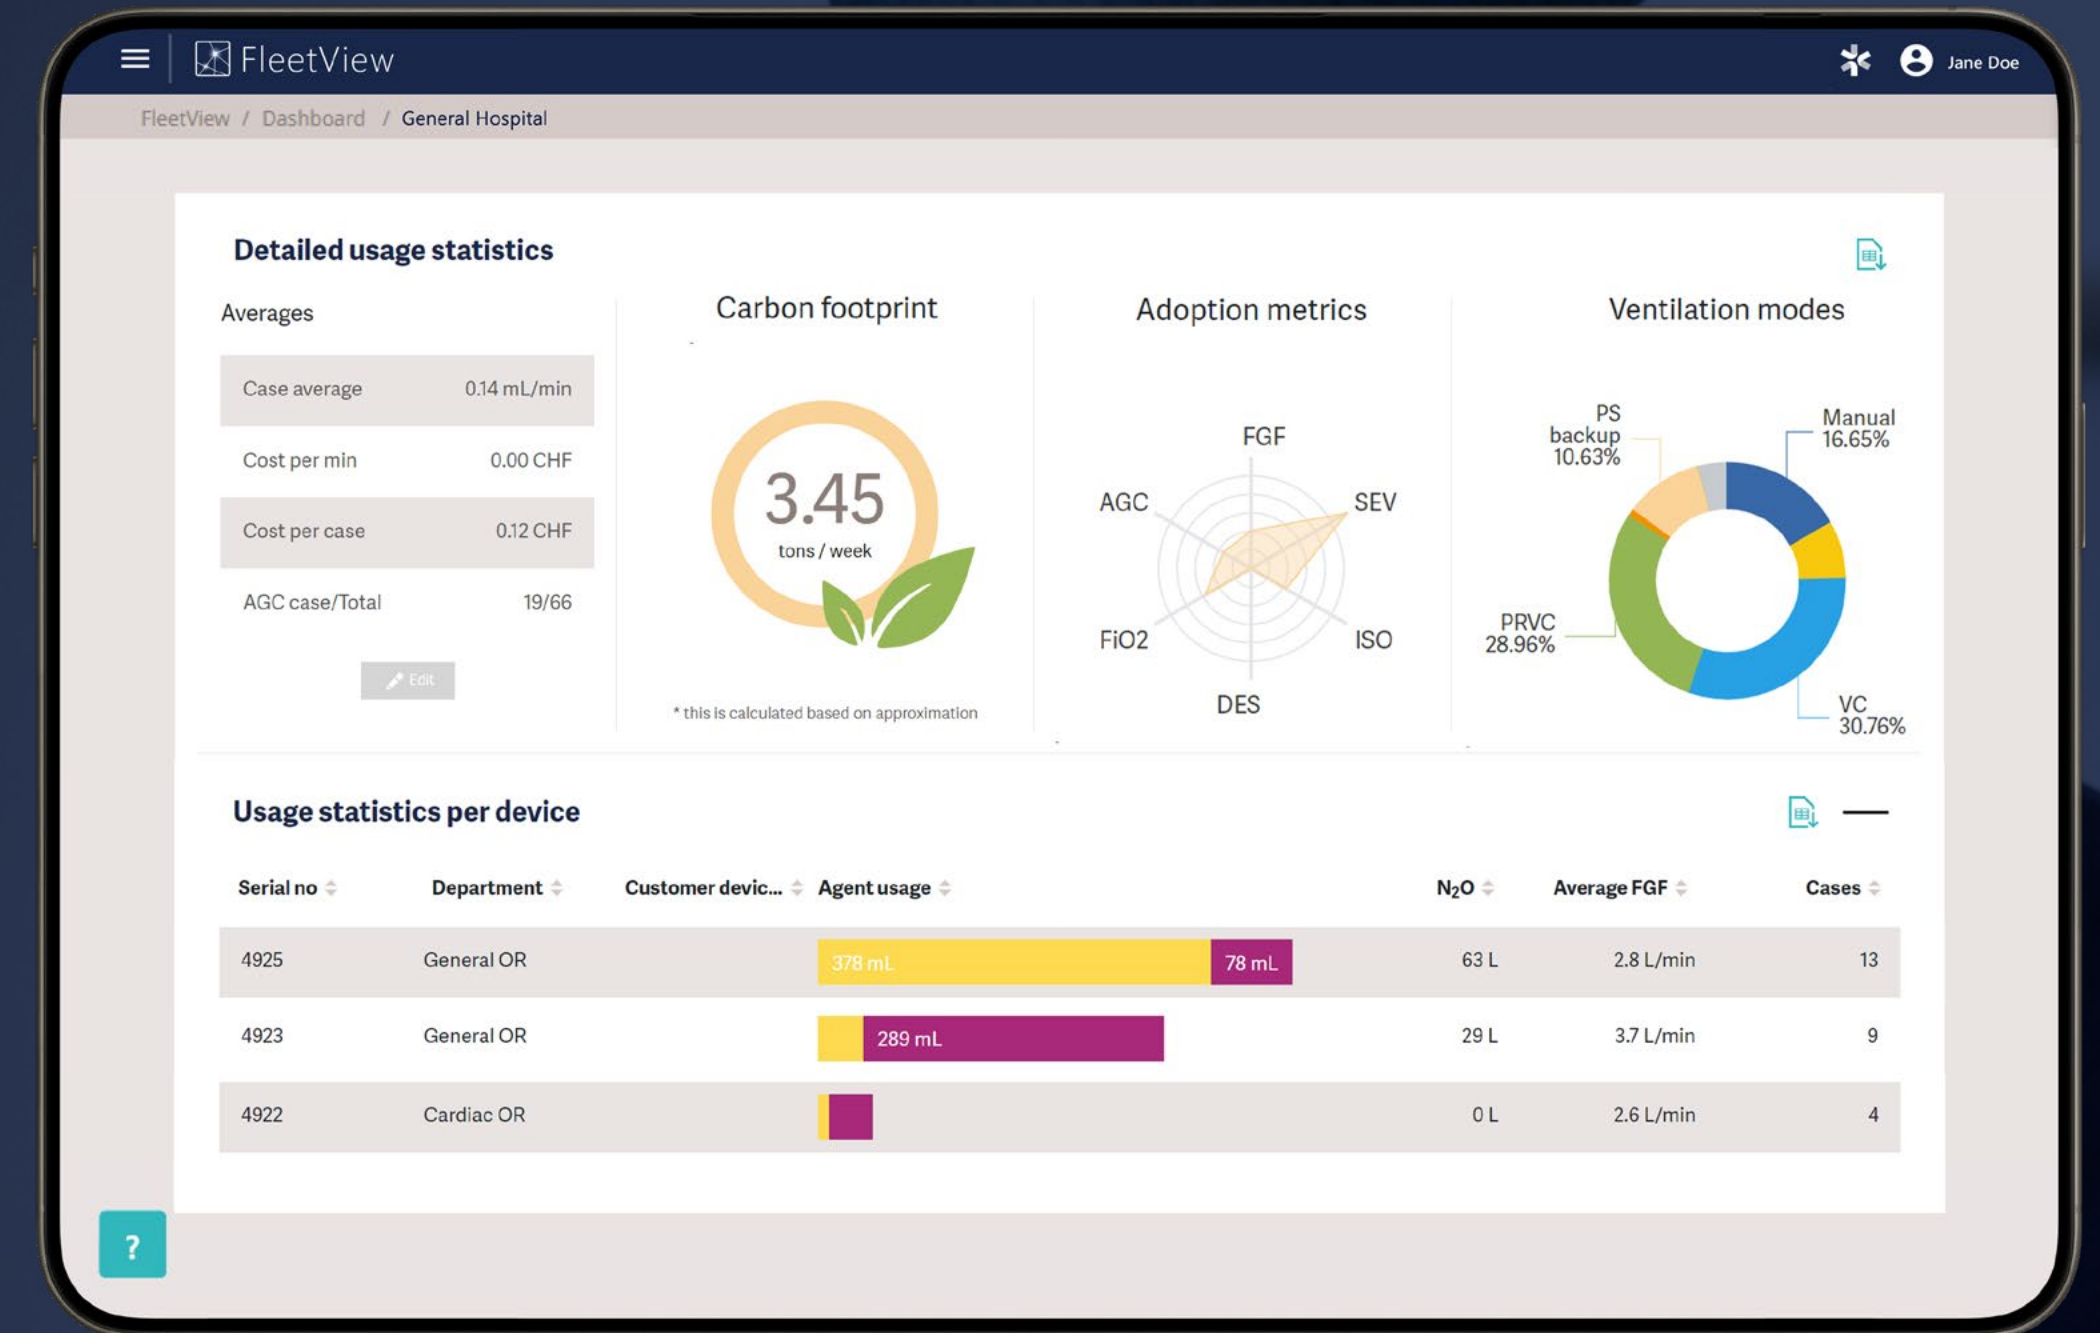 FleetView
Jane Doe
FleetView / Dashboard / General Hospital
Detailed usage statistics
Averages
Case average 0.14 mL/min
Cost per min 0.00 CHF
Cost per case 0.12 CHF
AGC case/Total 19/66
Edit
Carbon footprint
3.45
tons / week
* this is calculated based on approximation
Adoption metrics
FGF
SEV
ISO
DES
FiO2
AGC
Ventilation modes
PS
backup
10.63%
Manual
16.65%
PRVC
28.96%
VC
30.76%
Usage statistics per device
Serial no Department Customer devic... Agent usage N₂O Average FGF Cases
4925 General OR 378 mL 78 mL 63 L 2.8 L/min 13
4923 General OR 289 mL 29 L 3.7 L/min 9
4922 Cardiac OR 0 L 2.6 L/min 4
?